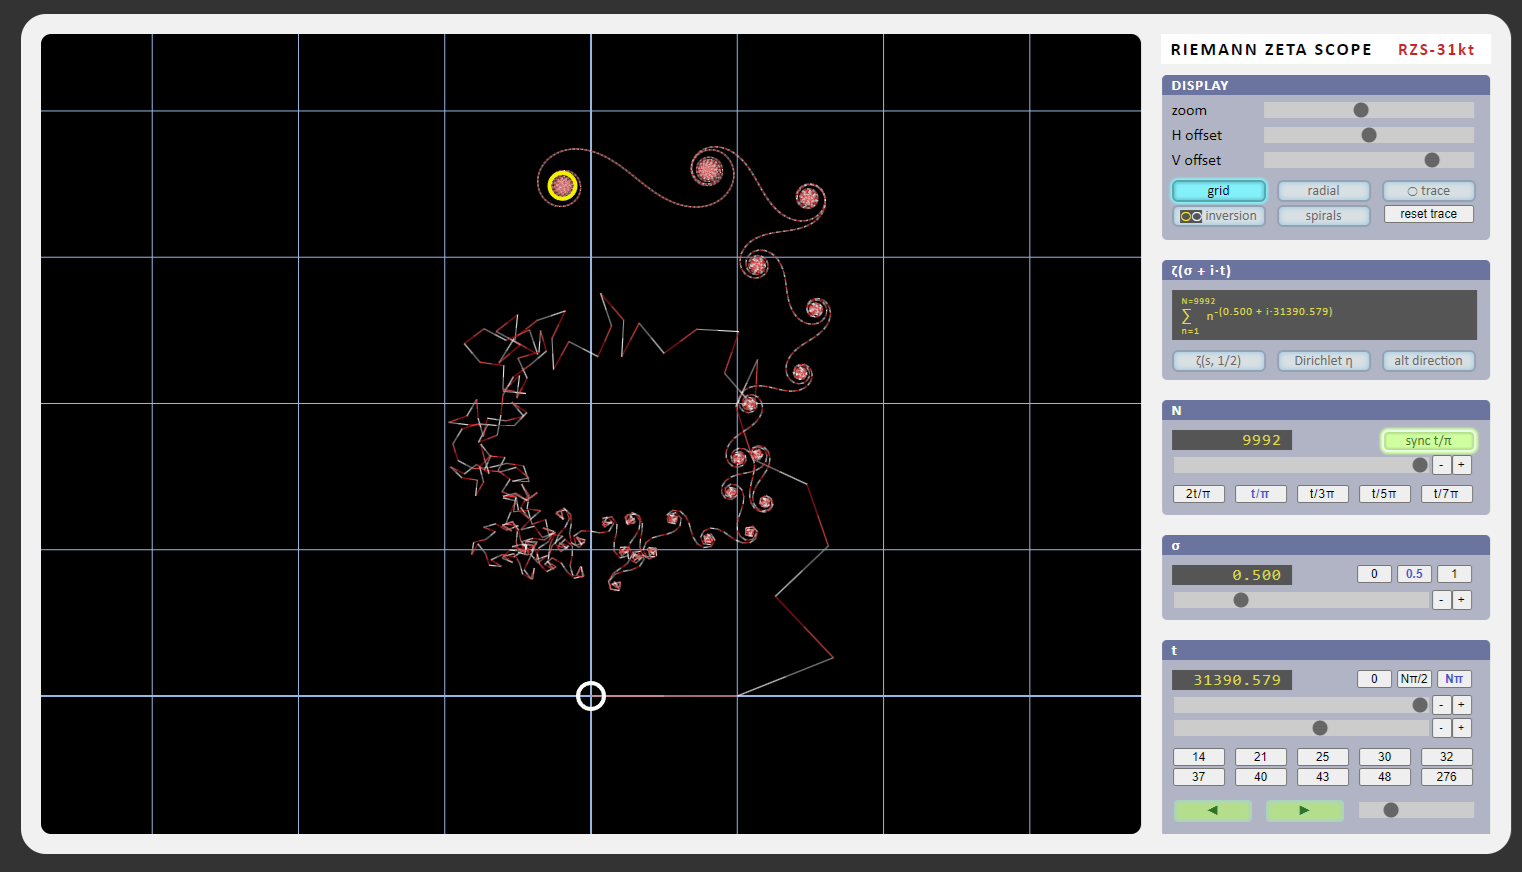 RIEMANN ZETA SCOPE RZS-31kt
DISPLAY
zoom
H offset
V offset
grid radial ○ trace
inversion spirals reset trace
ζ(σ + i·t)
N=9992
∑ n-(0.500 + i·31390.579)
n=1
ζ(s, 1/2) Dirichlet η alt direction
N
9992 sync t/π
- +
2t/π t/π t/3π t/5π t/7π
σ
0.500 0 0.5 1
- +
t
31390.579 0 Nπ/2 Nπ
- +
- +
14 21 25 30 32
37 40 43 48 276
◄ ►